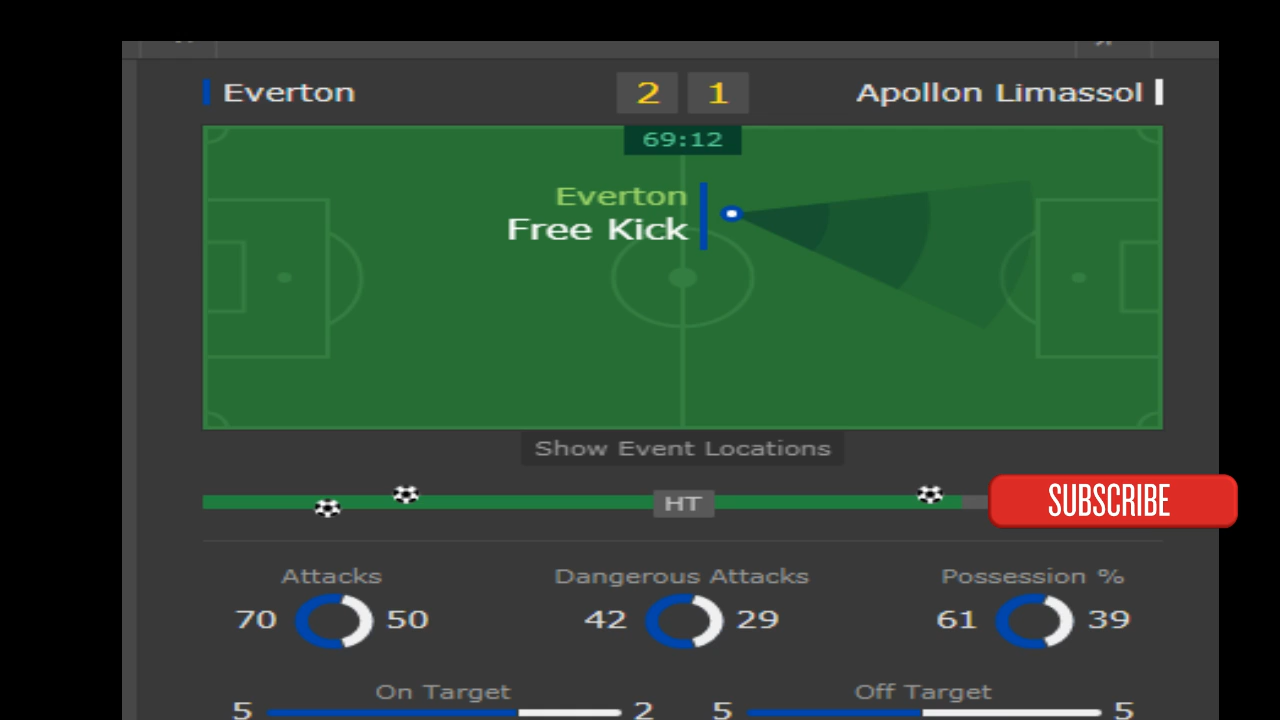 Everton 2 1 Apollon Limassol
69:12
Everton
Free Kick
Show Event Locations
HT
SUBSCRIBE
Attacks Dangerous Attacks Possession %
70 50 42 29 61 39
On Target Off Target
5 2 5 5